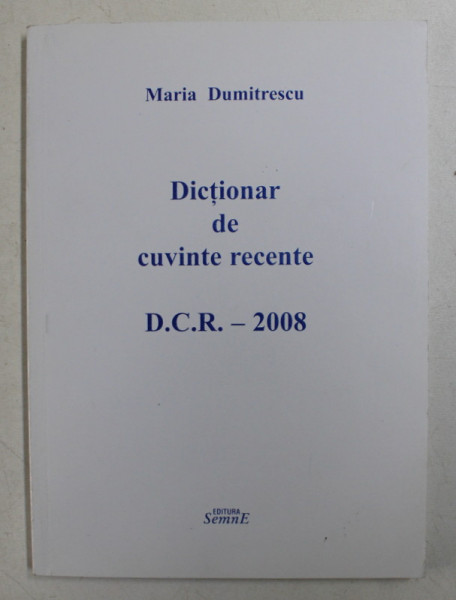 Maria Dumitrescu
Dicționar
de
cuvinte recente
D.C.R. – 2008
EDITURA
SemnE